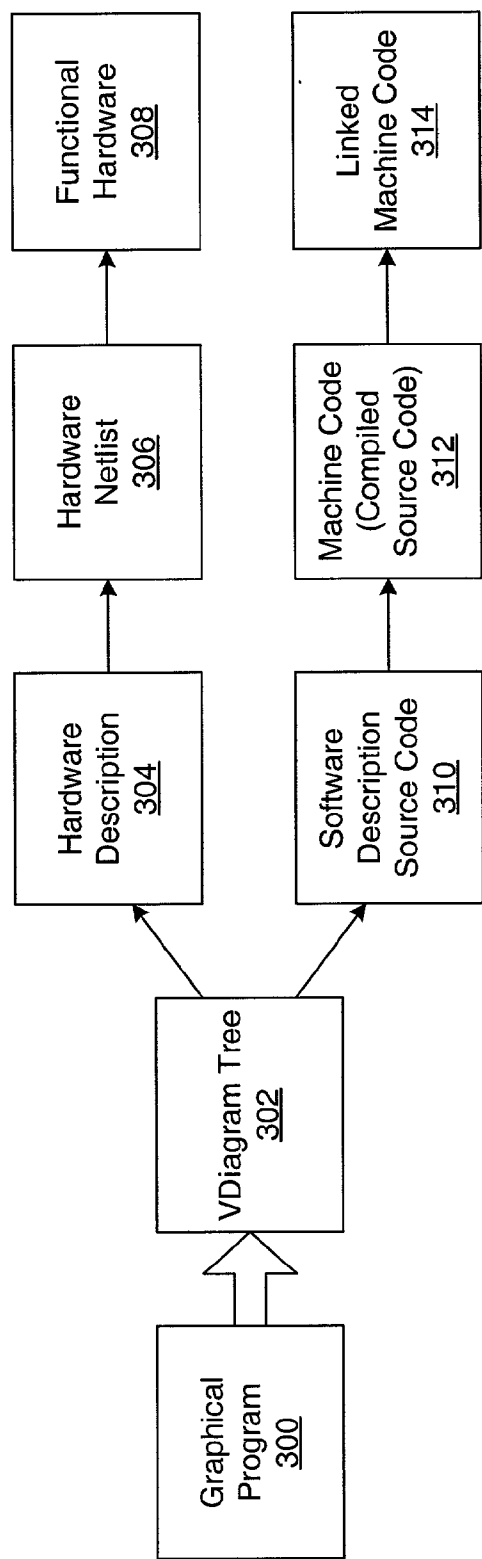 Graphical
Program
300
VDiagram Tree
302
Hardware
Description
304
Hardware
Netlist
306
Functional
Hardware
308
Software
Description
Source Code
310
Machine Code
(Compiled
Source Code)
312
Linked
Machine Code
314